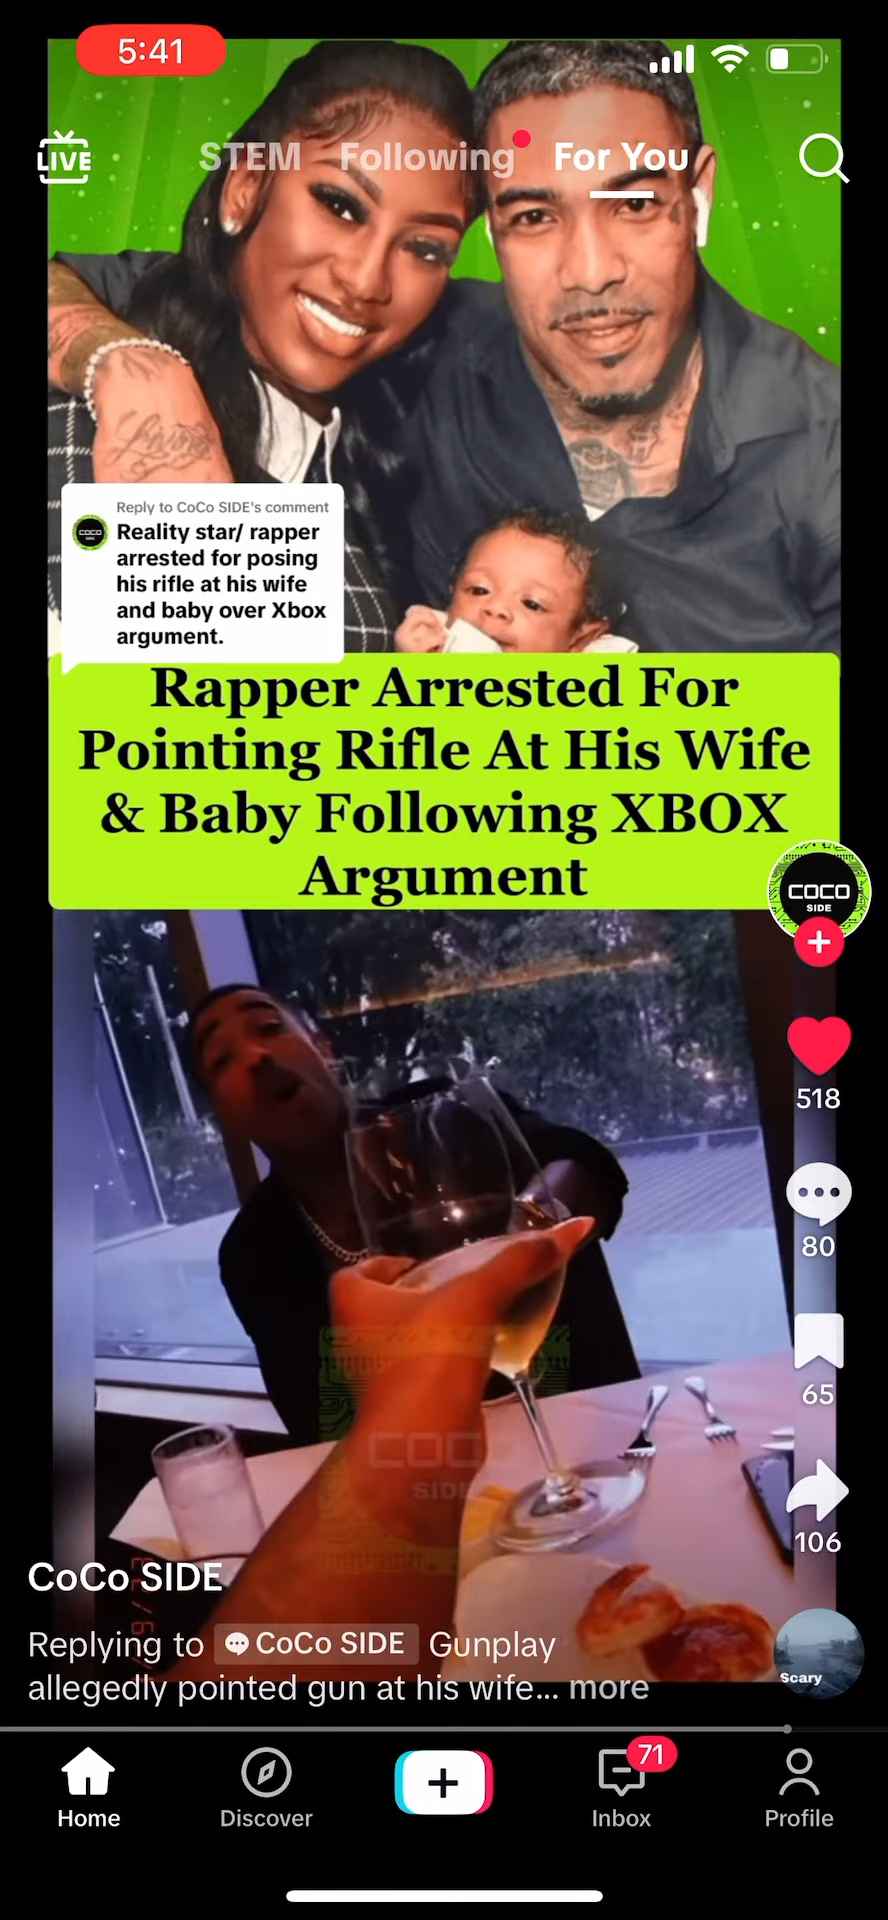 5:41
LIVE
STEM
Following
For You
Reply to CoCo SIDE's comment
Reality star/ rapper
arrested for posing
his rifle at his wife
and baby over Xbox
argument.
Rapper Arrested For
Pointing Rifle At His Wife
& Baby Following XBOX
Argument
COCO
SIDE
518
80
65
106
COCO
SIDE
CoCo SIDE
Replying to CoCo SIDE Gunplay
allegedly pointed gun at his wife... more
Scary
Home
Discover
71
Inbox
Profile